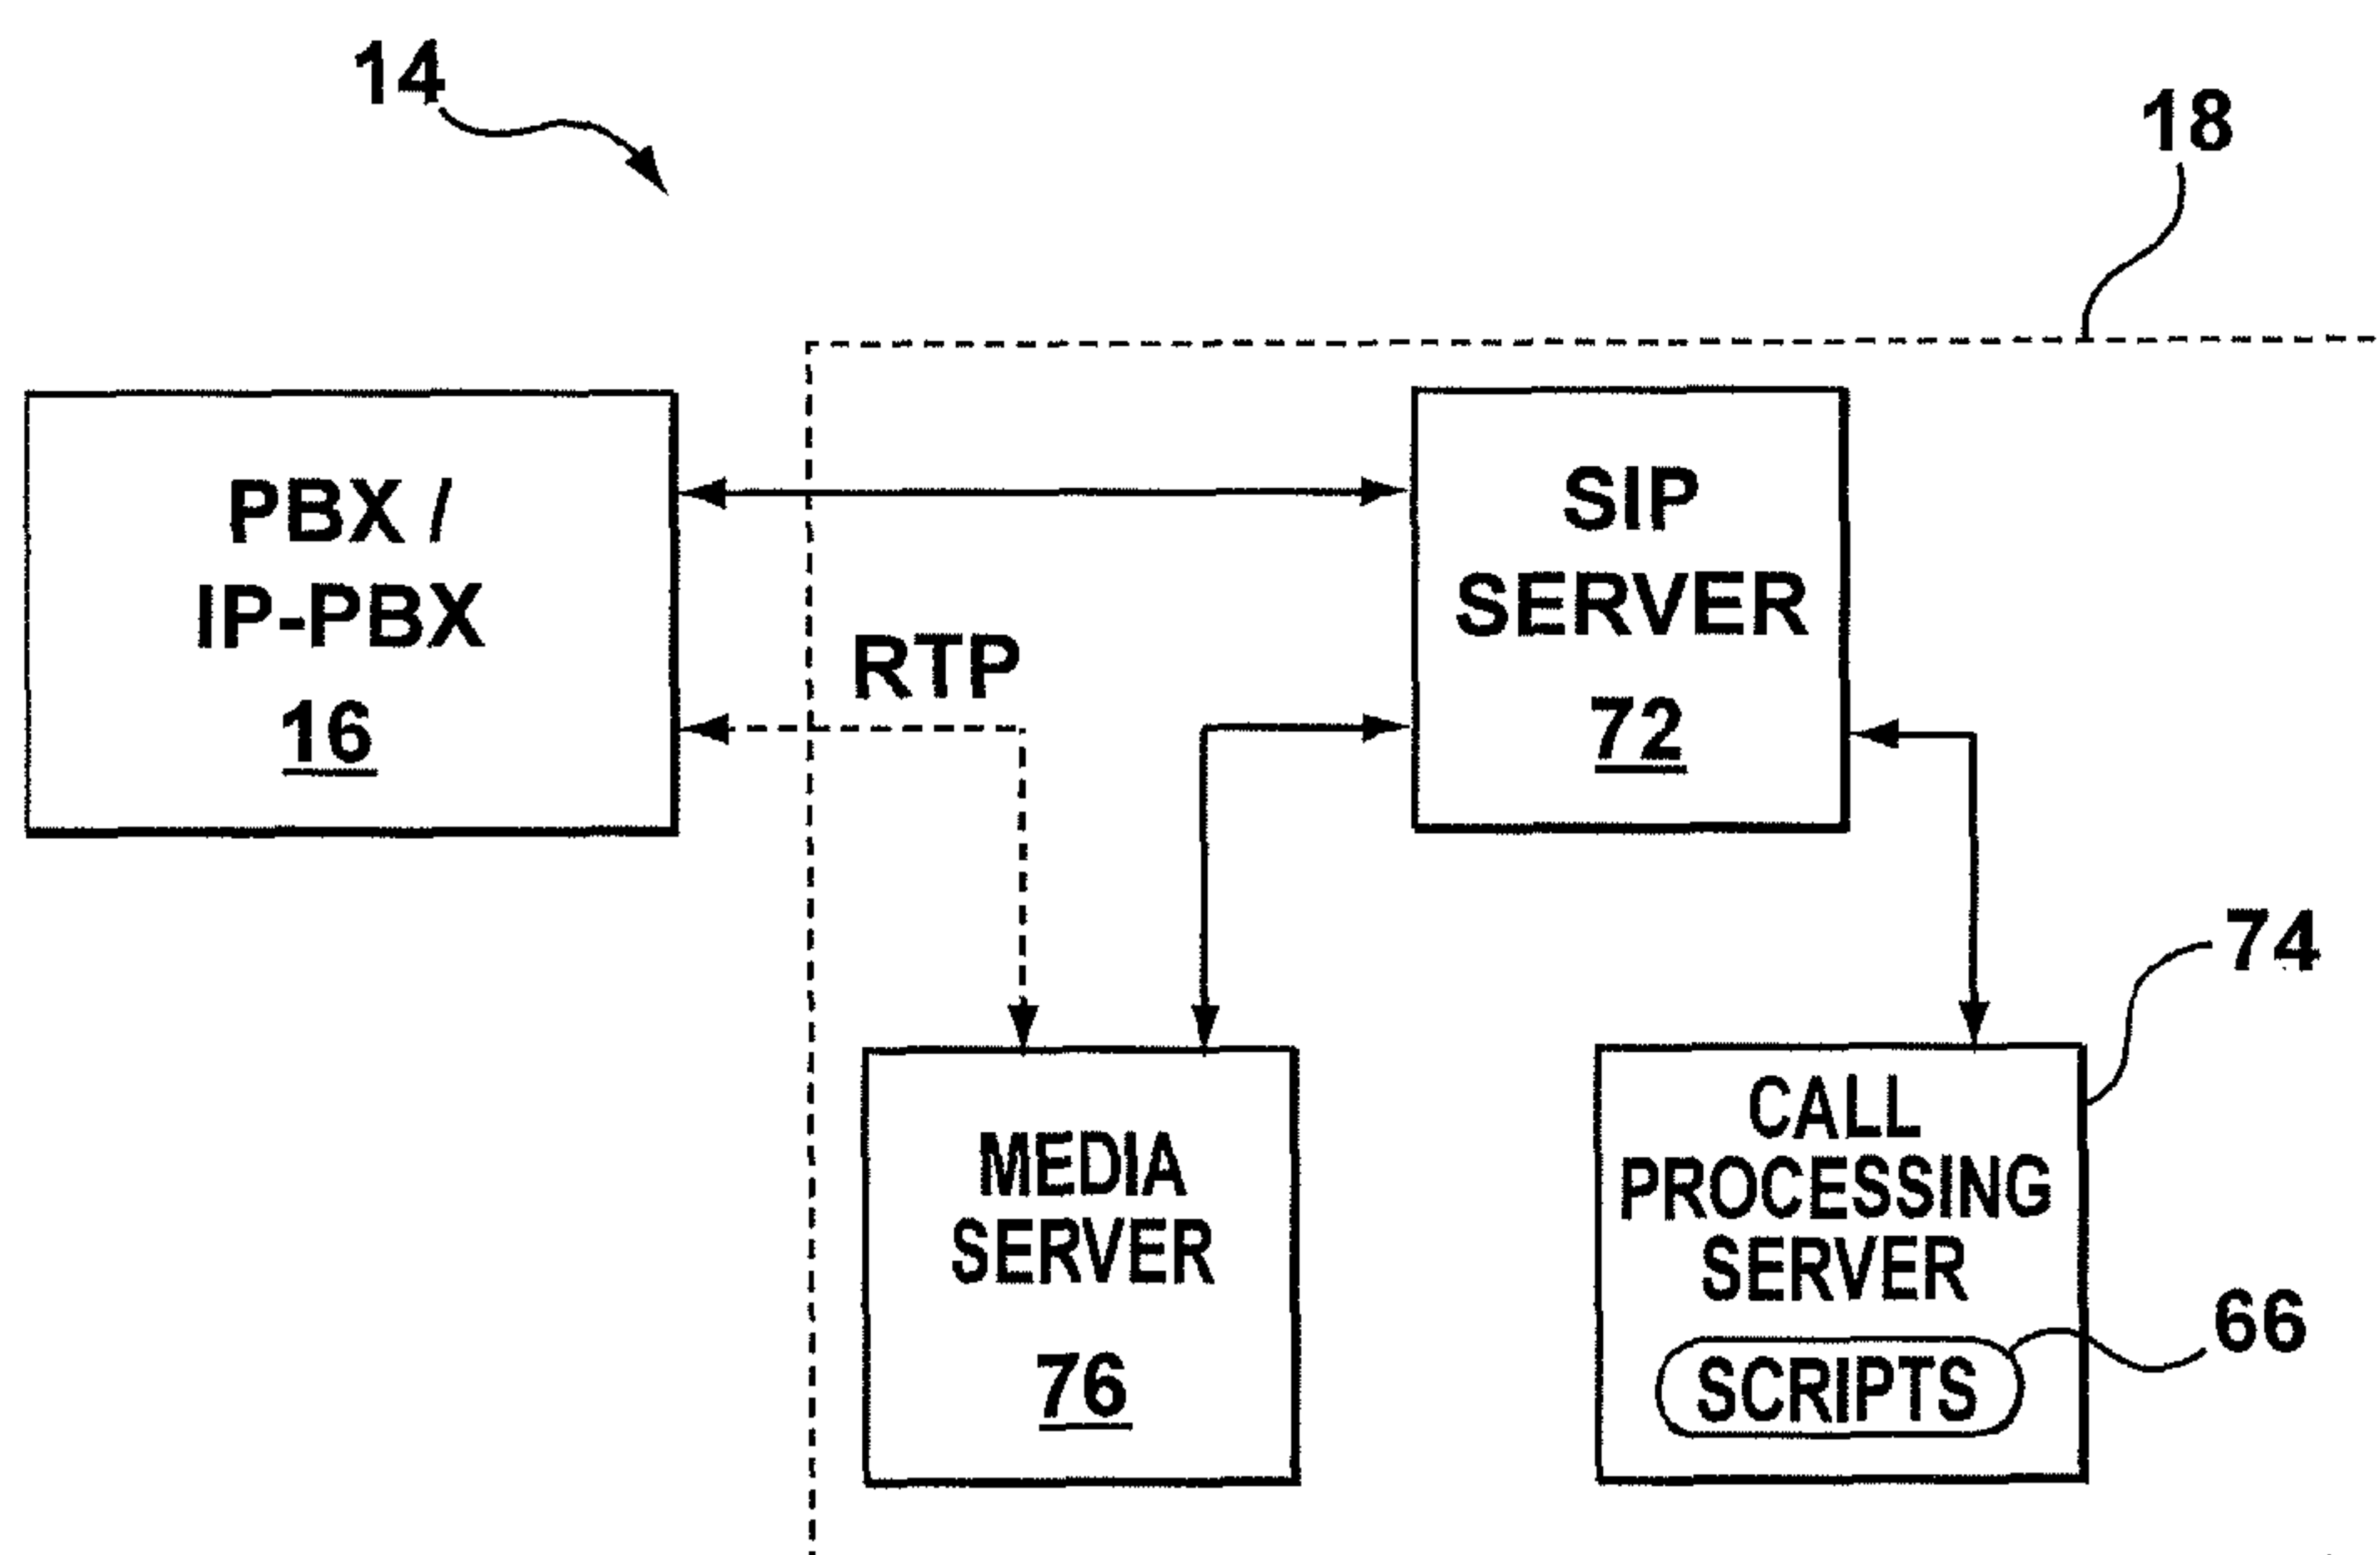 14
18
PBX /
IP-PBX
16
RTP
SIP
SERVER
72
74
MEDIA
SERVER
76
CALL
PROCESSING
SERVER
SCRIPTS
66